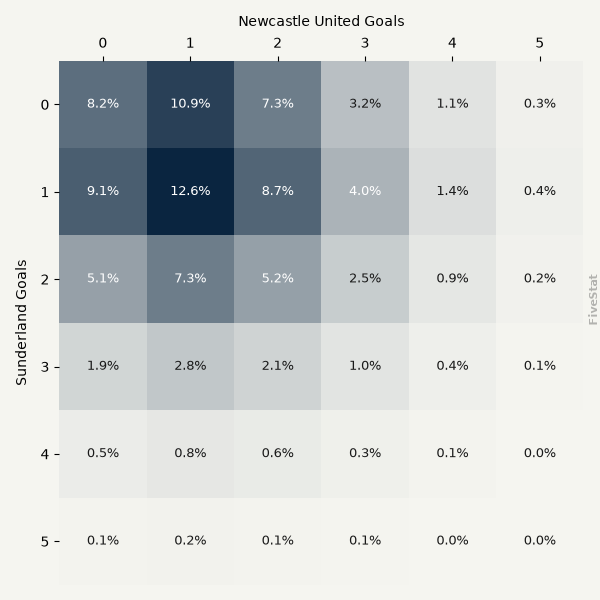 Newcastle United Goals
0 1 2 3 4 5
0 8.2% 10.9% 7.3% 3.2% 1.1% 0.3%
1 9.1% 12.6% 8.7% 4.0% 1.4% 0.4%
2 5.1% 7.3% 5.2% 2.5% 0.9% 0.2%
3 1.9% 2.8% 2.1% 1.0% 0.4% 0.1%
4 0.5% 0.8% 0.6% 0.3% 0.1% 0.0%
5 0.1% 0.2% 0.1% 0.1% 0.0% 0.0%
Sunderland Goals
FiveStat